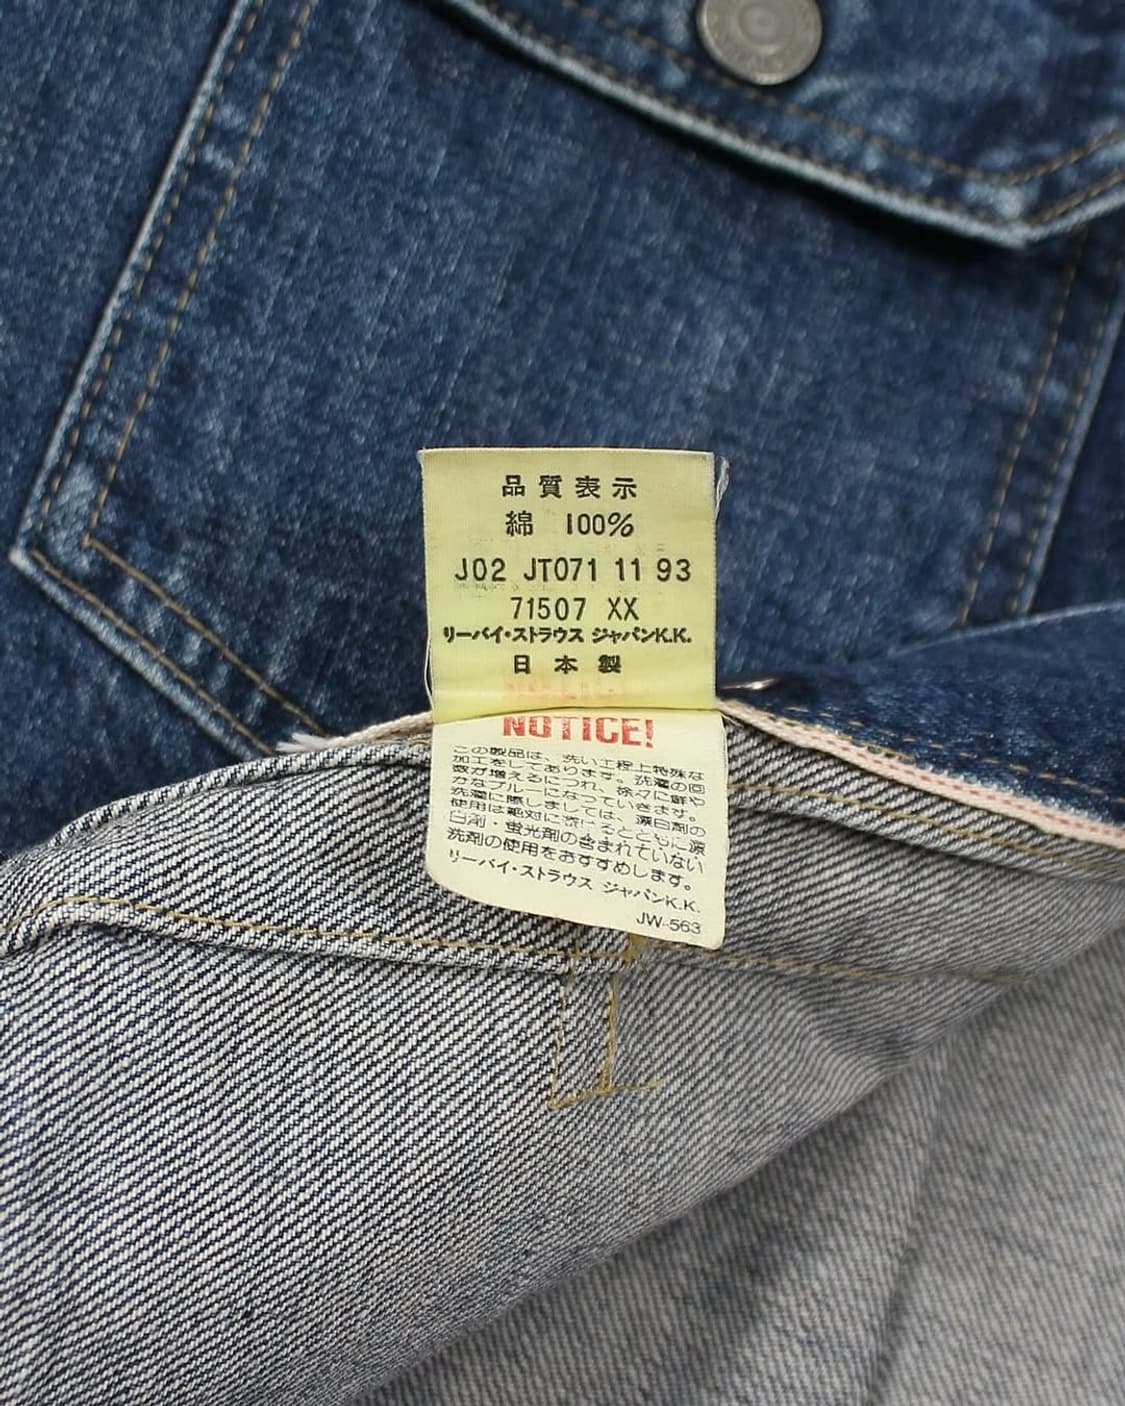 品質表示
綿 100%
J02 JT071 11 93
71507 XX
リーバイ・ストラウス ジャパンK.K.
日本製
NOTICE!
この製品は、洗い工程上特殊な
加工をしてあります。洗濯の回
数が増えるにつれ、徐々に鮮や
かなブルーになっていきます。
洗濯に際しましては、漂白剤の
使用は絶対に避けるとともに漂
白剤・蛍光剤の含まれていない
洗剤の使用をおすすめします。
リーバイ・ストラウス ジャパンK.K.
JW-563